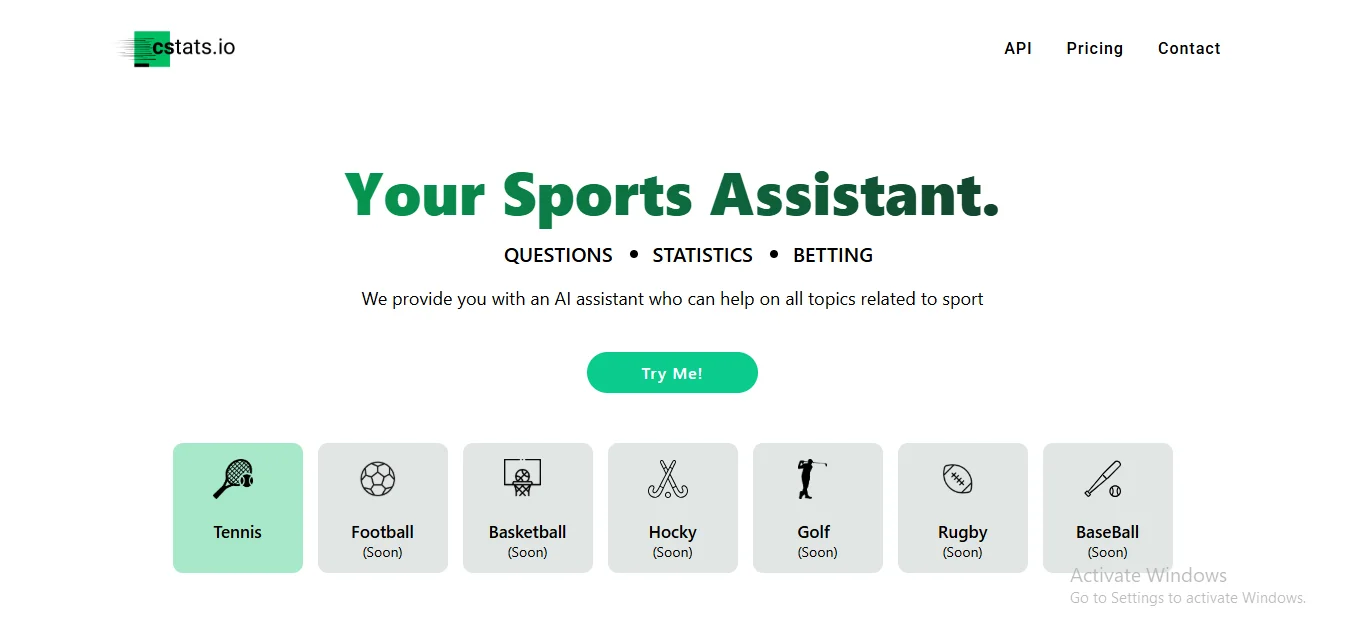 cstats.io
API Pricing Contact
Your Sports Assistant.
QUESTIONS • STATISTICS • BETTING
We provide you with an AI assistant who can help on all topics related to sport
Try Me!
Tennis Football Basketball Hocky Golf Rugby BaseBall
(Soon) (Soon) (Soon) (Soon) (Soon) (Soon)
Activate Windows
Go to Settings to activate Windows.